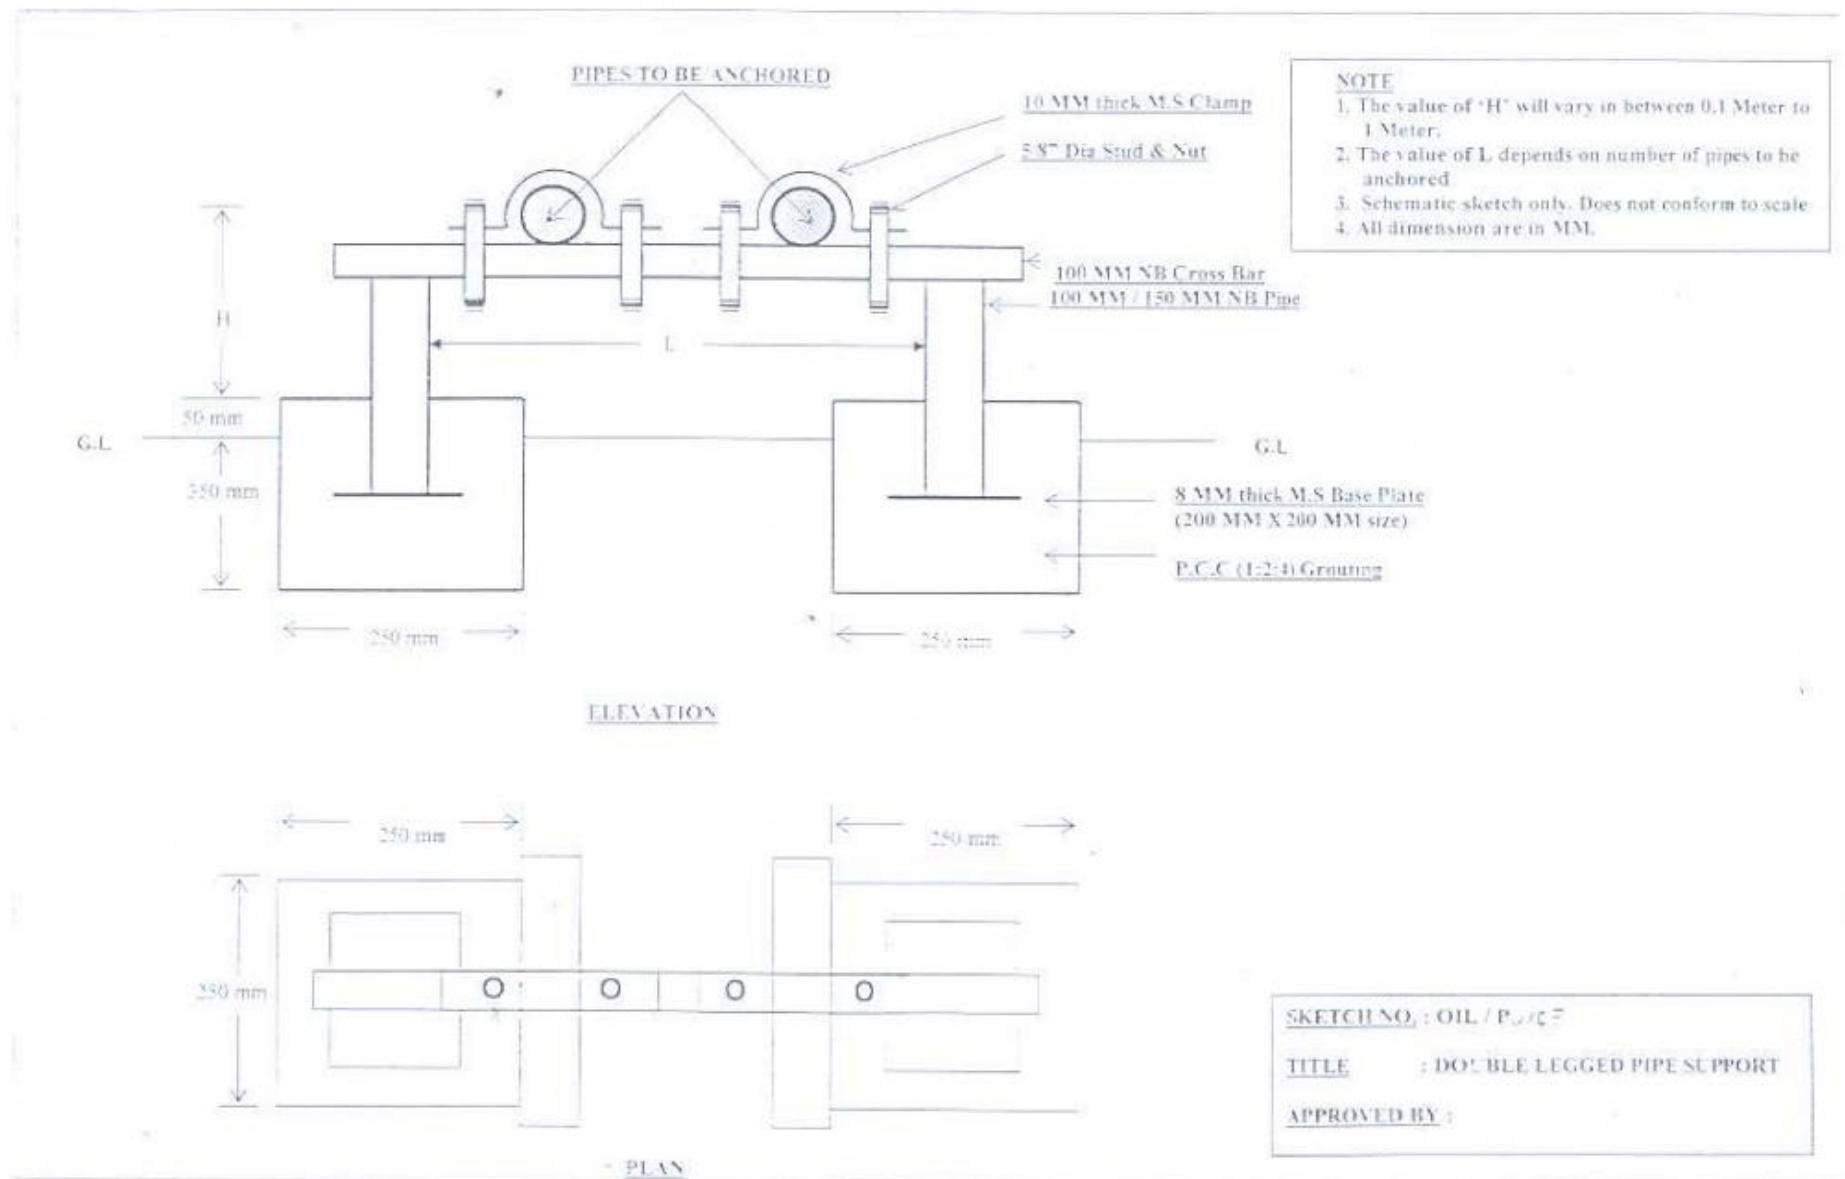 PIPES TO BE ANCHORED
10 MM thick M.S Clamp
5/8" Dia Stud & Nut
NOTE
1. The value of 'H' will vary in between 0.1 Meter to
1 Meter.
2. The value of L depends on number of pipes to be
anchored
3. Schematic sketch only. Does not conform to scale
4. All dimension are in MM.
100 MM NB Cross Bar
100 MM / 150 MM NB Pipe
H
L
50 mm
G.L
G.L
350 mm
8 MM thick M.S Base Plate
(200 MM X 200 MM size)
P.C.C (1:2:4) Grouting
250 mm
250 mm
ELEVATION
250 mm
250 mm
250 mm
PLAN
SKETCH NO. : OIL /
TITLE : DOUBLE LEGGED PIPE SUPPORT
APPROVED BY :